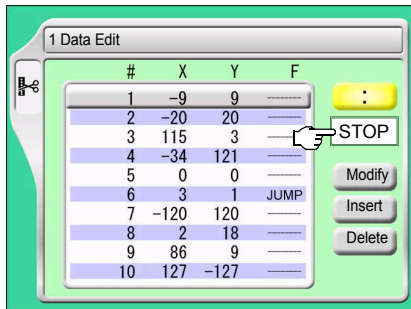 1 Data Edit
# X Y F
1 −9 9 --------
2 −20 20 --------
3 115 3 --------
4 −34 121 --------
5 0 0 --------
6 3 1 JUMP
7 −120 120 --------
8 2 18 --------
9 86 9 --------
10 127 −127 --------
:
STOP
Modify
Insert
Delete